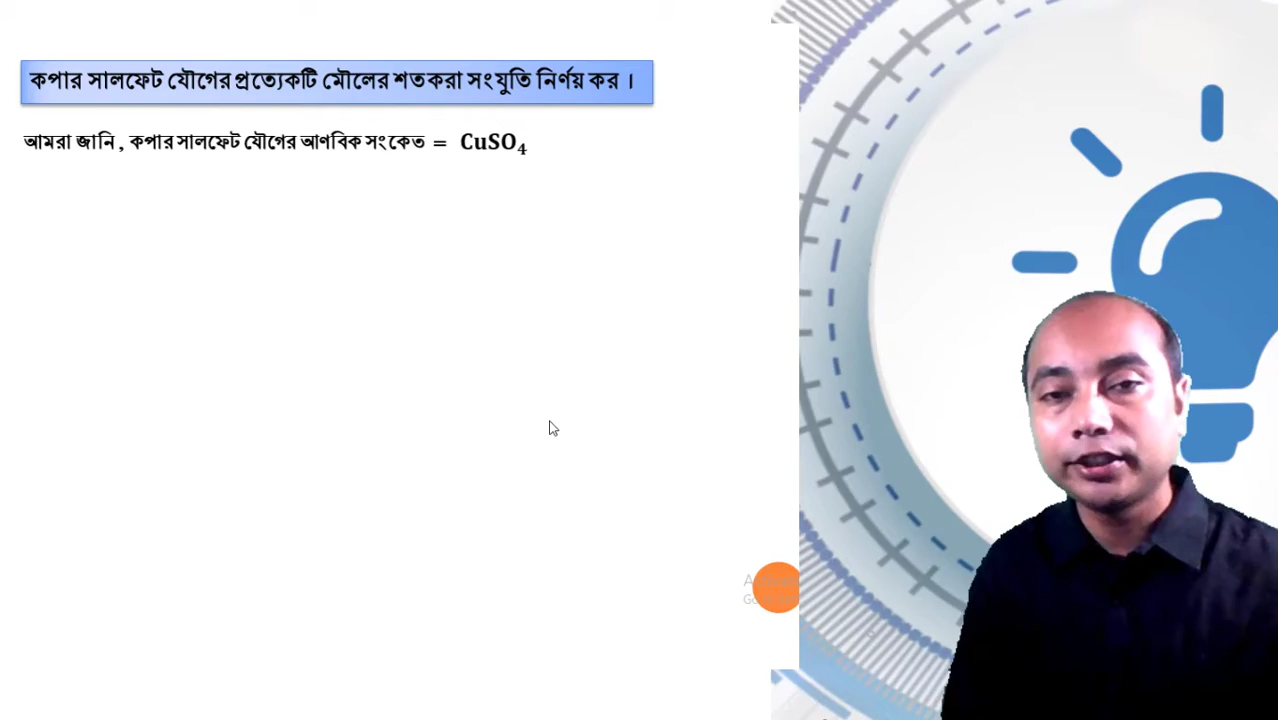 কপার সালফেট যৌগের প্রত্যেকটি মৌলের শতকরা সংযুতি নির্ণয় কর ।
আমরা জানি , কপার সালফেট যৌগের আণবিক সংকেত = CuSO₄